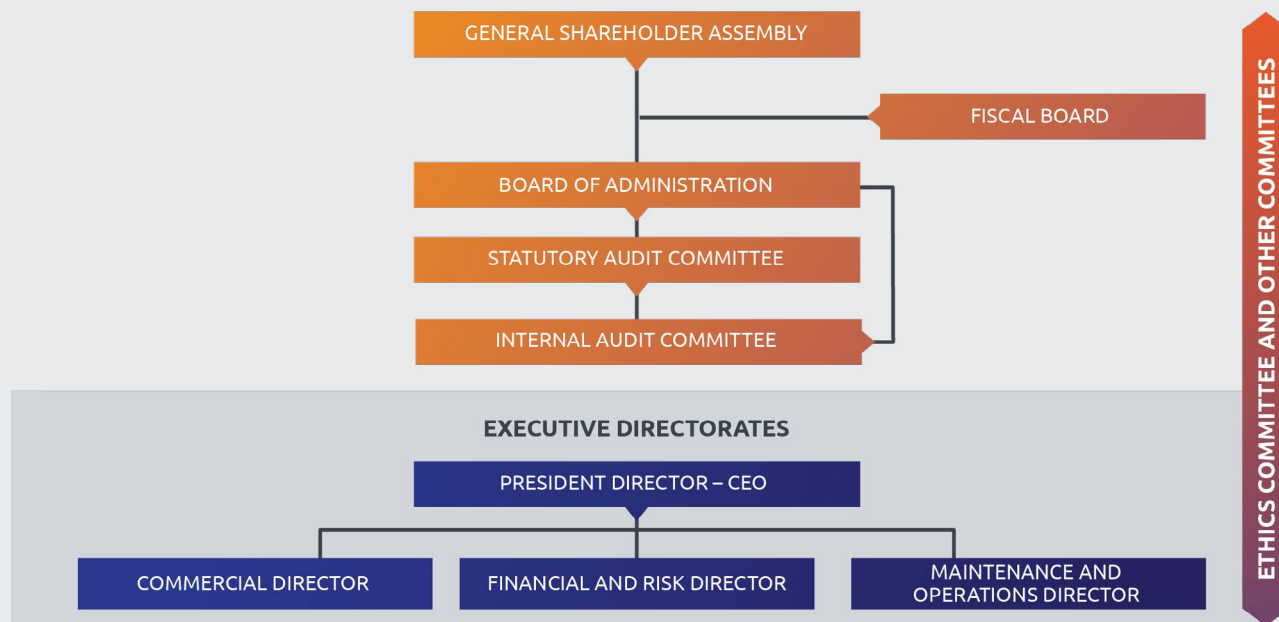 GENERAL SHAREHOLDER ASSEMBLY
FISCAL BOARD
BOARD OF ADMINISTRATION
STATUTORY AUDIT COMMITTEE
INTERNAL AUDIT COMMITTEE
EXECUTIVE DIRECTORATES
PRESIDENT DIRECTOR – CEO
COMMERCIAL DIRECTOR
FINANCIAL AND RISK DIRECTOR
MAINTENANCE AND
OPERATIONS DIRECTOR
ETHICS COMMITTEE AND OTHER COMMITTEES